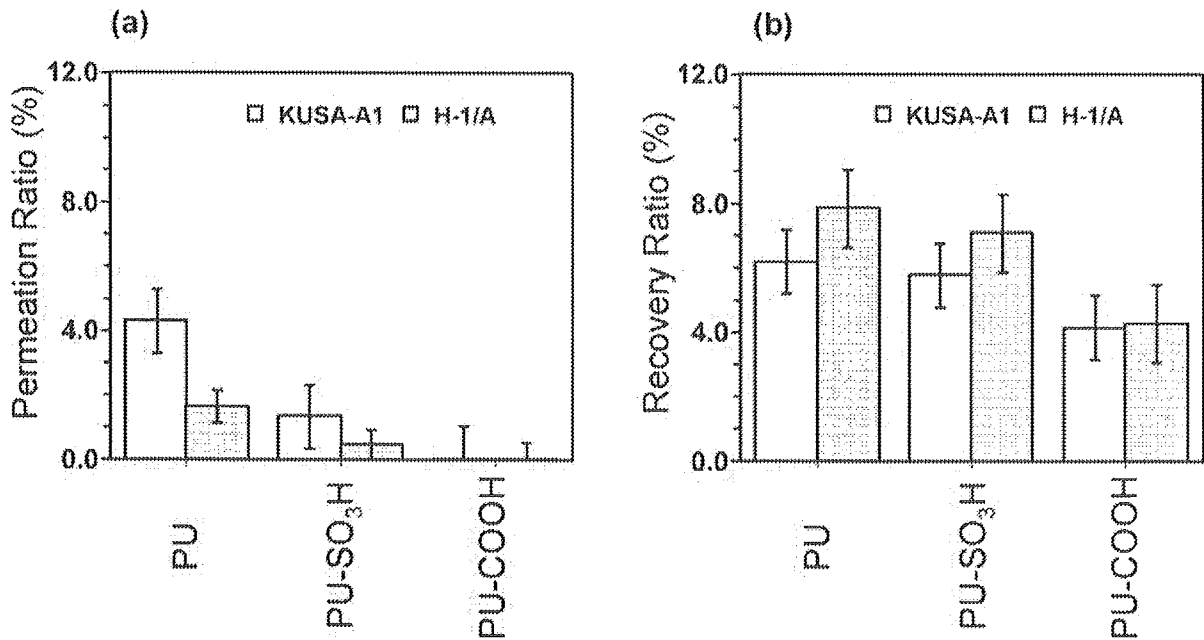 (a)
12.0
8.0
4.0
0.0
Permeation Ratio (%)
KUSA-A1 H-1/A
PU
PU-SO₃H
PU-COOH
(b)
12.0
8.0
4.0
0.0
Recovery Ratio (%)
KUSA-A1 H-1/A
PU
PU-SO₃H
PU-COOH